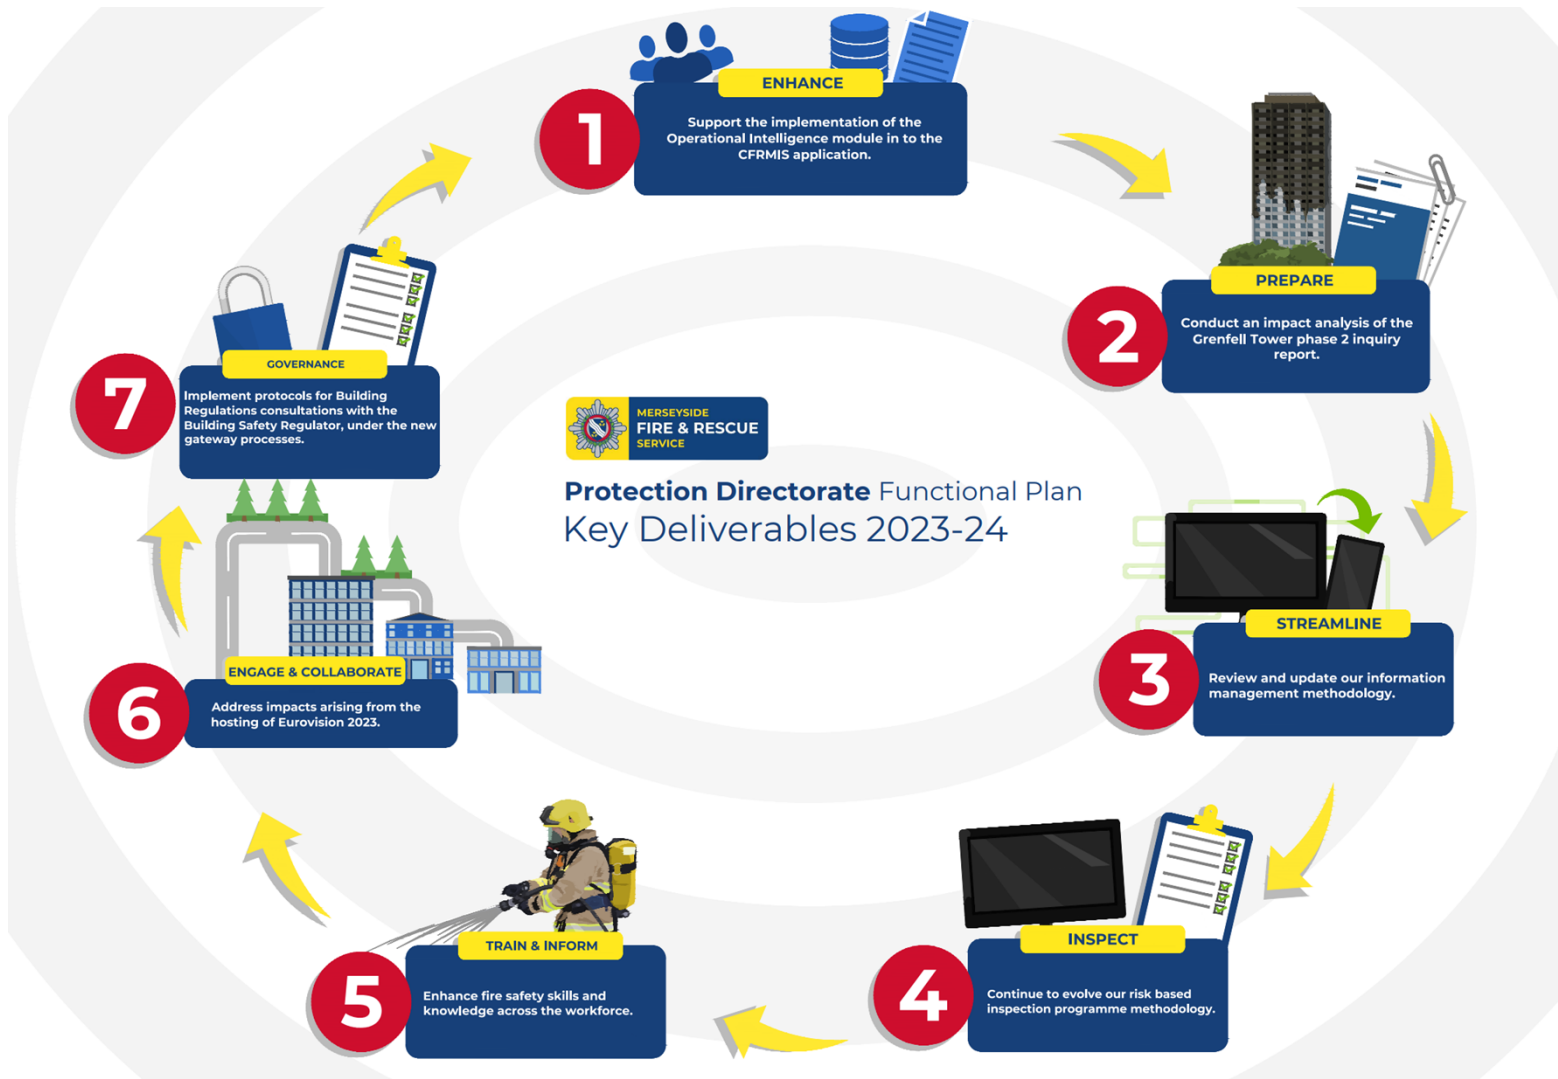 1
ENHANCE
Support the implementation of the
Operational Intelligence module in to the
CFRMIS application.
2
PREPARE
Conduct an impact analysis of the
Grenfell Tower phase 2 inquiry
report.
3
STREAMLINE
Review and update our information
management methodology.
4
INSPECT
Continue to evolve our risk based
inspection programme methodology.
5
TRAIN & INFORM
Enhance fire safety skills and
knowledge across the workforce.
6
ENGAGE & COLLABORATE
Address impacts arising from the
hosting of Eurovision 2023.
7
GOVERNANCE
Implement protocols for Building
Regulations consultations with the
Building Safety Regulator, under the new
gateway processes.
MERSEYSIDE
FIRE & RESCUE
SERVICE
Protection Directorate Functional Plan
Key Deliverables 2023-24